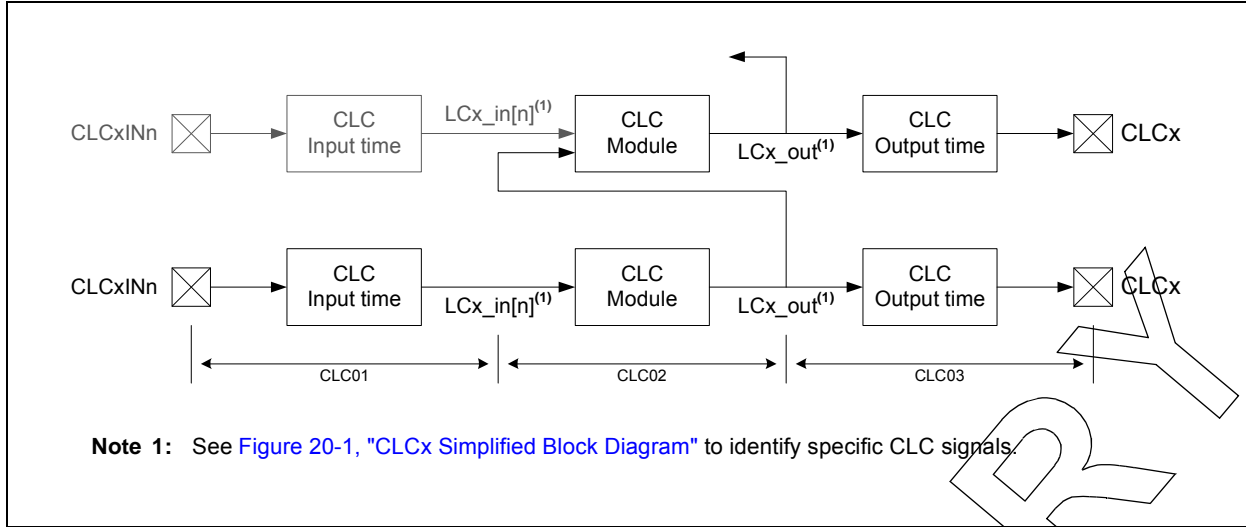 CLCxINn
CLC
Input time
LCx_in[n](1)
CLC
Module
LCx_out(1)
CLC
Output time
CLCx
CLCxINn
CLC
Input time
LCx_in[n](1)
CLC
Module
LCx_out(1)
CLC
Output time
CLCx
CLC01
CLC02
CLC03
Note 1: See Figure 20-1, "CLCx Simplified Block Diagram" to identify specific CLC signals.
R Y